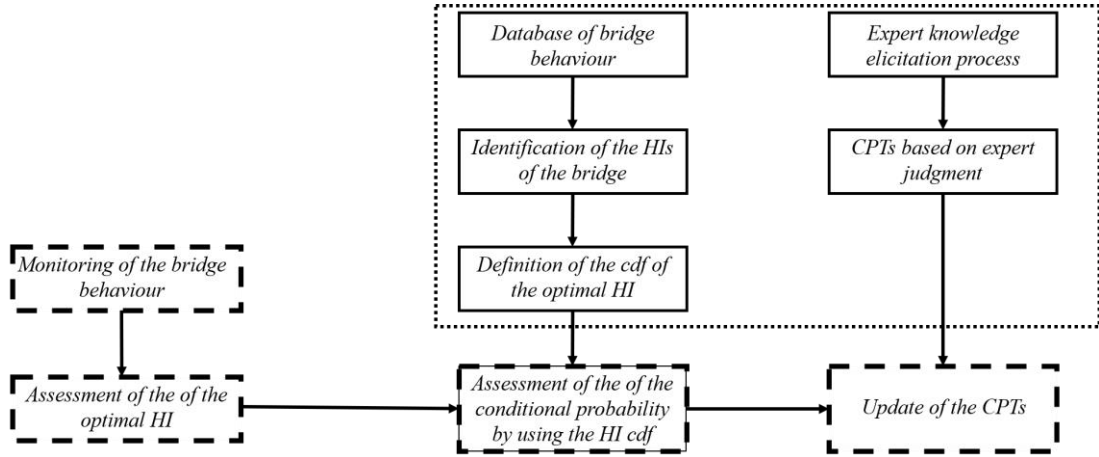 Database of bridge
behaviour
Expert knowledge
elicitation process
Identification of the HIs
of the bridge
CPTs based on expert
judgment
Monitoring of the bridge
behaviour
Definition of the cdf of
the optimal HI
Assessment of the of the
optimal HI
Assessment of the of the
conditional probability
by using the HI cdf
Update of the CPTs